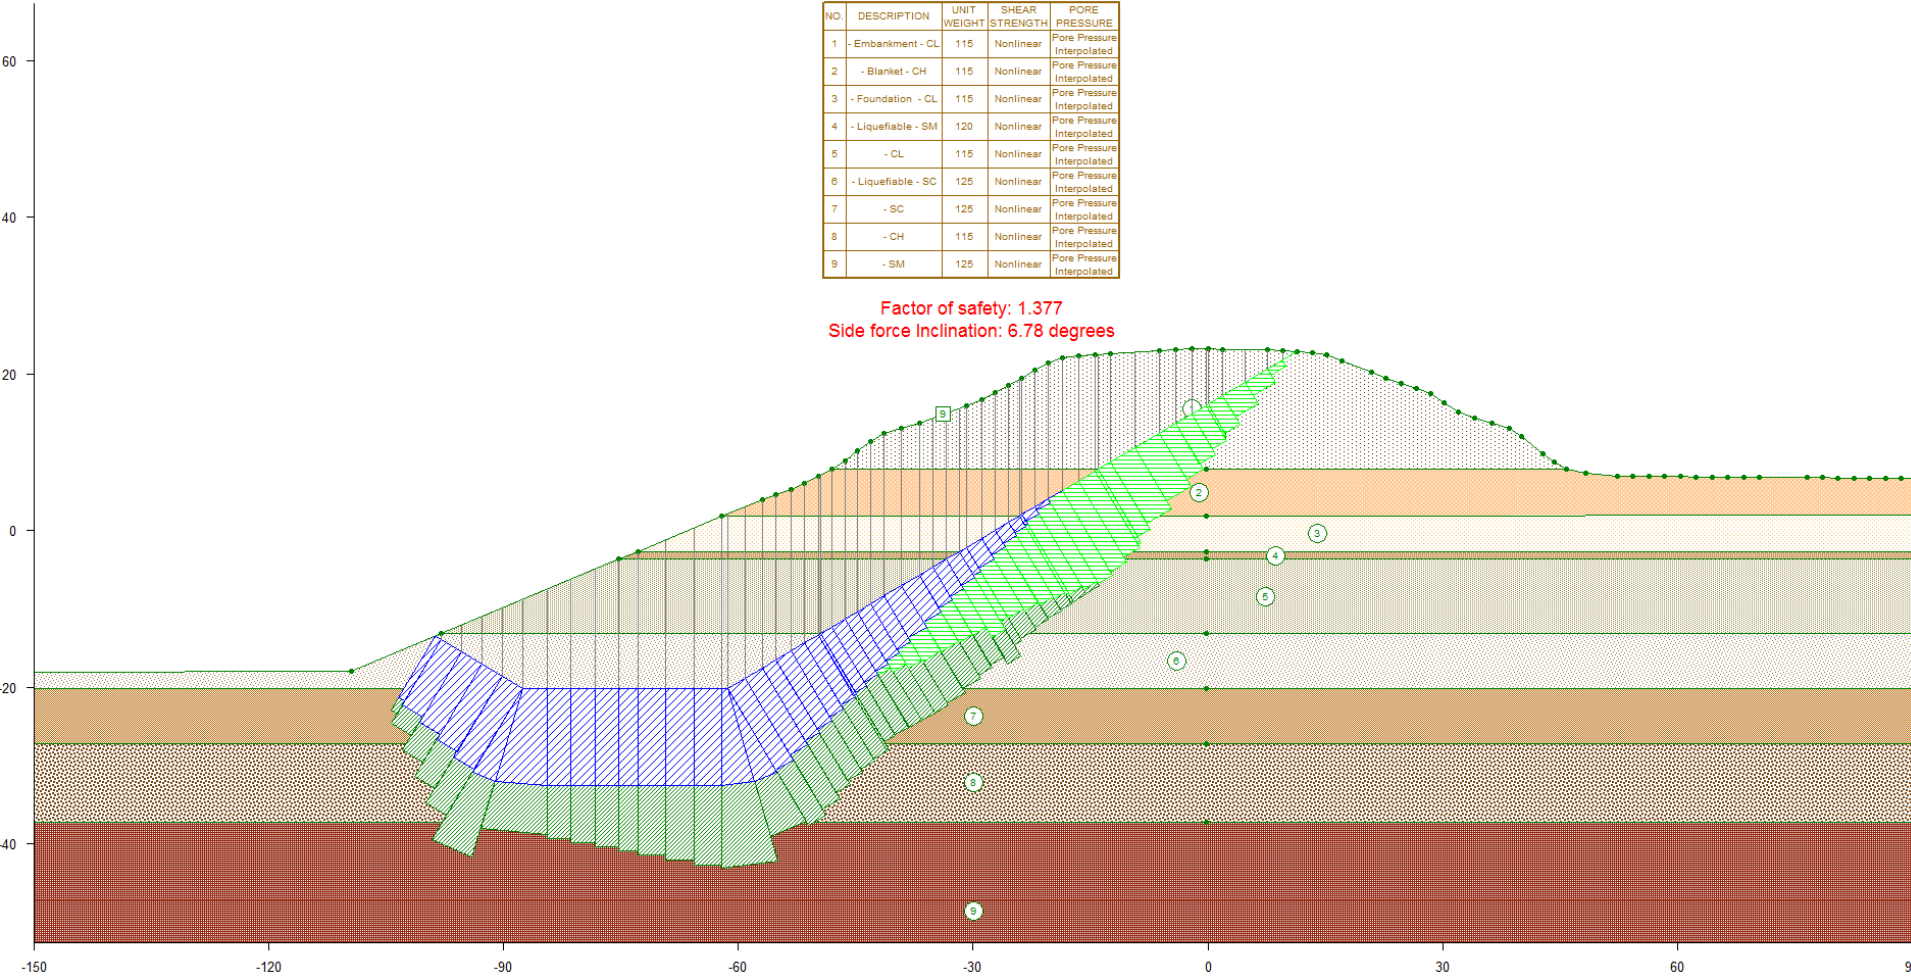 NO. DESCRIPTION UNIT WEIGHT SHEAR STRENGTH PORE PRESSURE
1 - Embankment - CL 115 Nonlinear Pore Pressure Interpolated
2 - Blanket - CH 115 Nonlinear Pore Pressure Interpolated
3 - Foundation - CL 115 Nonlinear Pore Pressure Interpolated
4 - Liquefiable - SM 120 Nonlinear Pore Pressure Interpolated
5 - CL 115 Nonlinear Pore Pressure Interpolated
6 - Liquefiable - SC 125 Nonlinear Pore Pressure Interpolated
7 - SC 125 Nonlinear Pore Pressure Interpolated
8 - CH 115 Nonlinear Pore Pressure Interpolated
9 - SM 125 Nonlinear Pore Pressure Interpolated
Factor of safety: 1.377
Side force Inclination: 6.78 degrees
60
40
20
0
-20
-40
9
2
3
4
5
6
7
8
9
-150 -120 -90 -60 -30 0 30 60